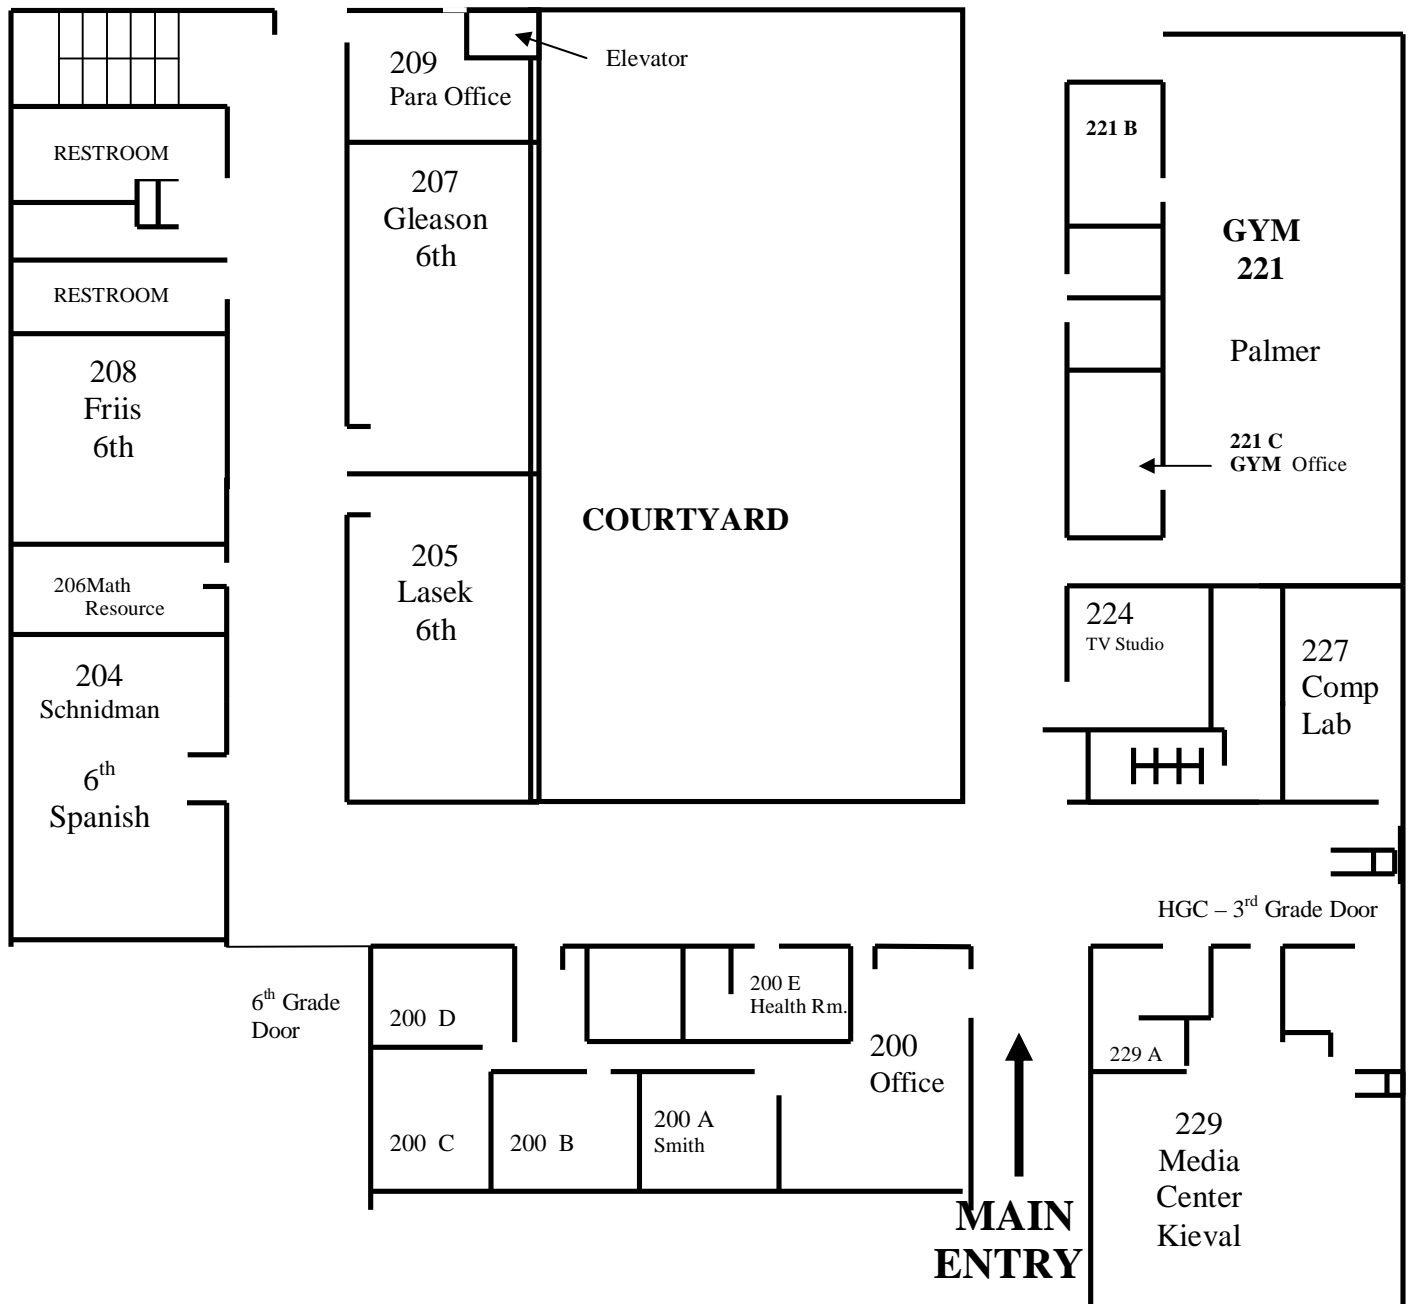 Elevator
209
Para Office
RESTROOM
207
Gleason
6th
RESTROOM
208
Friis
6th
COURTYARD
205
Lasek
6th
206Math
Resource
204
Schnidman
6th
Spanish
221 B
GYM
221
Palmer
221 C
GYM Office
224
TV Studio
227
Comp
Lab
HGC – 3rd Grade Door
6th Grade
Door
200 D
200 E
Health Rm.
200
Office
200 C
200 B
200 A
Smith
229 A
229
Media
Center
Kieval
MAIN
ENTRY